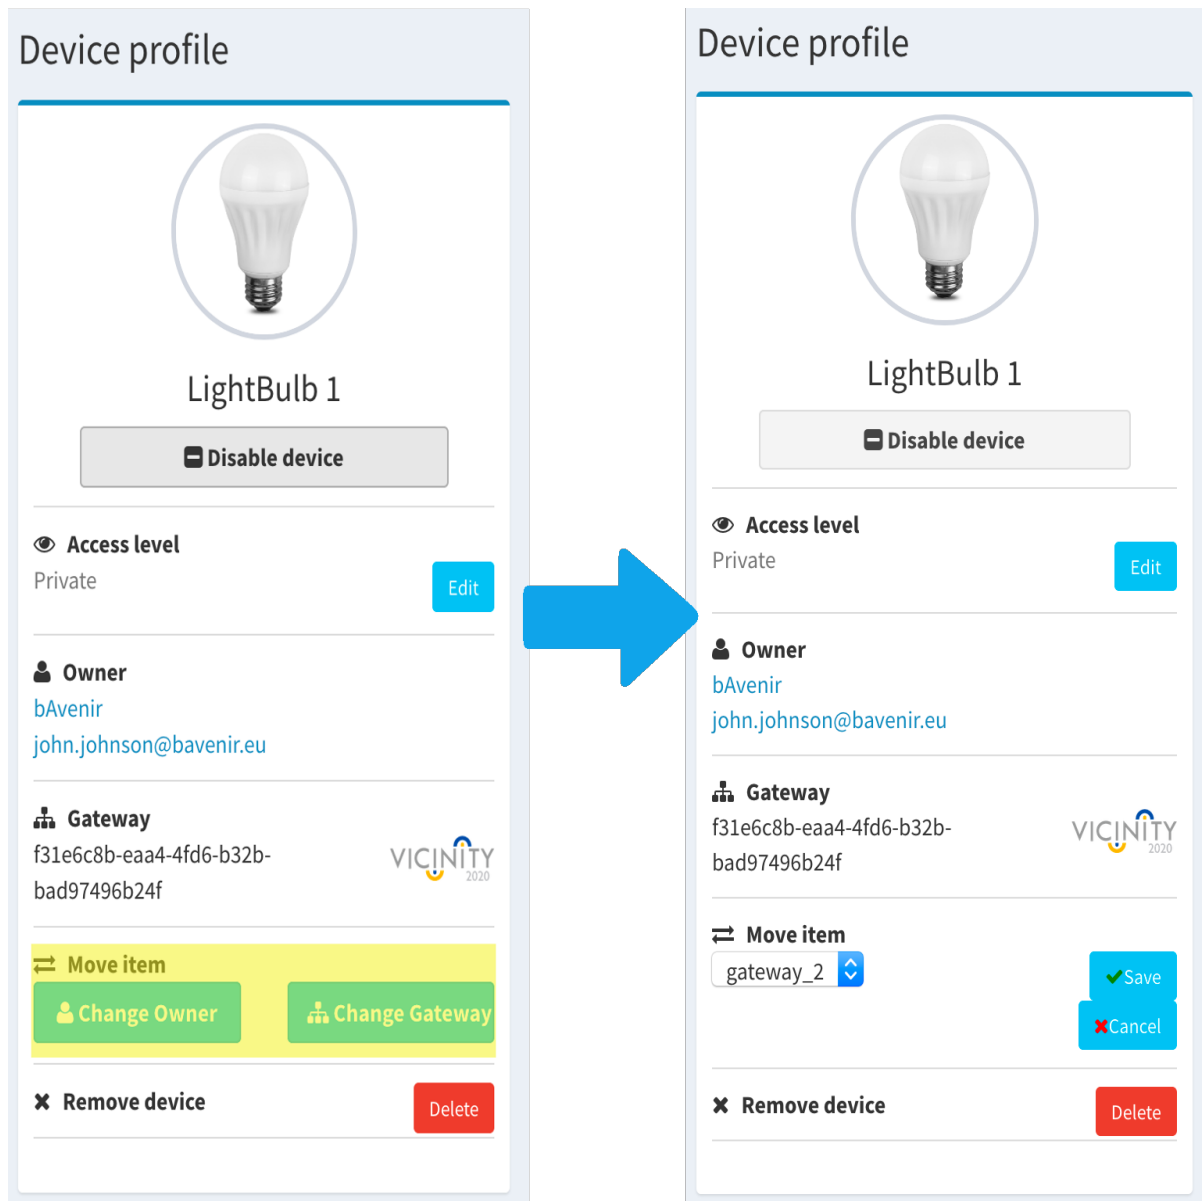 Device profile
LightBulb 1
Disable device
Access level
Private
Edit
Owner
bAvenir
john.johnson@bavenir.eu
Gateway
f31e6c8b-eaa4-4fd6-b32b-
bad97496b24f
VICINITY
2020
Move item
Change Owner
Change Gateway
Remove device
Delete
Device profile
LightBulb 1
Disable device
Access level
Private
Edit
Owner
bAvenir
john.johnson@bavenir.eu
Gateway
f31e6c8b-eaa4-4fd6-b32b-
bad97496b24f
VICINITY
2020
Move item
gateway_2
Save
Cancel
Remove device
Delete